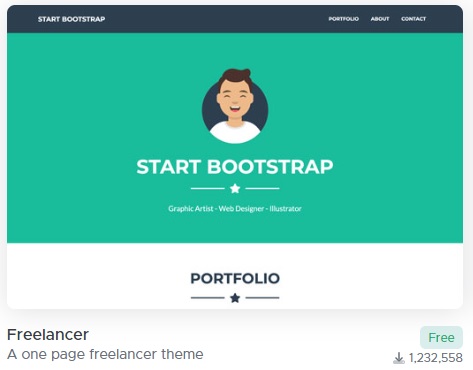 START BOOTSTRAP PORTFOLIO ABOUT CONTACT
START BOOTSTRAP
Graphic Artist - Web Designer - Illustrator
PORTFOLIO
Freelancer Free
A one page freelancer theme 1,232,558